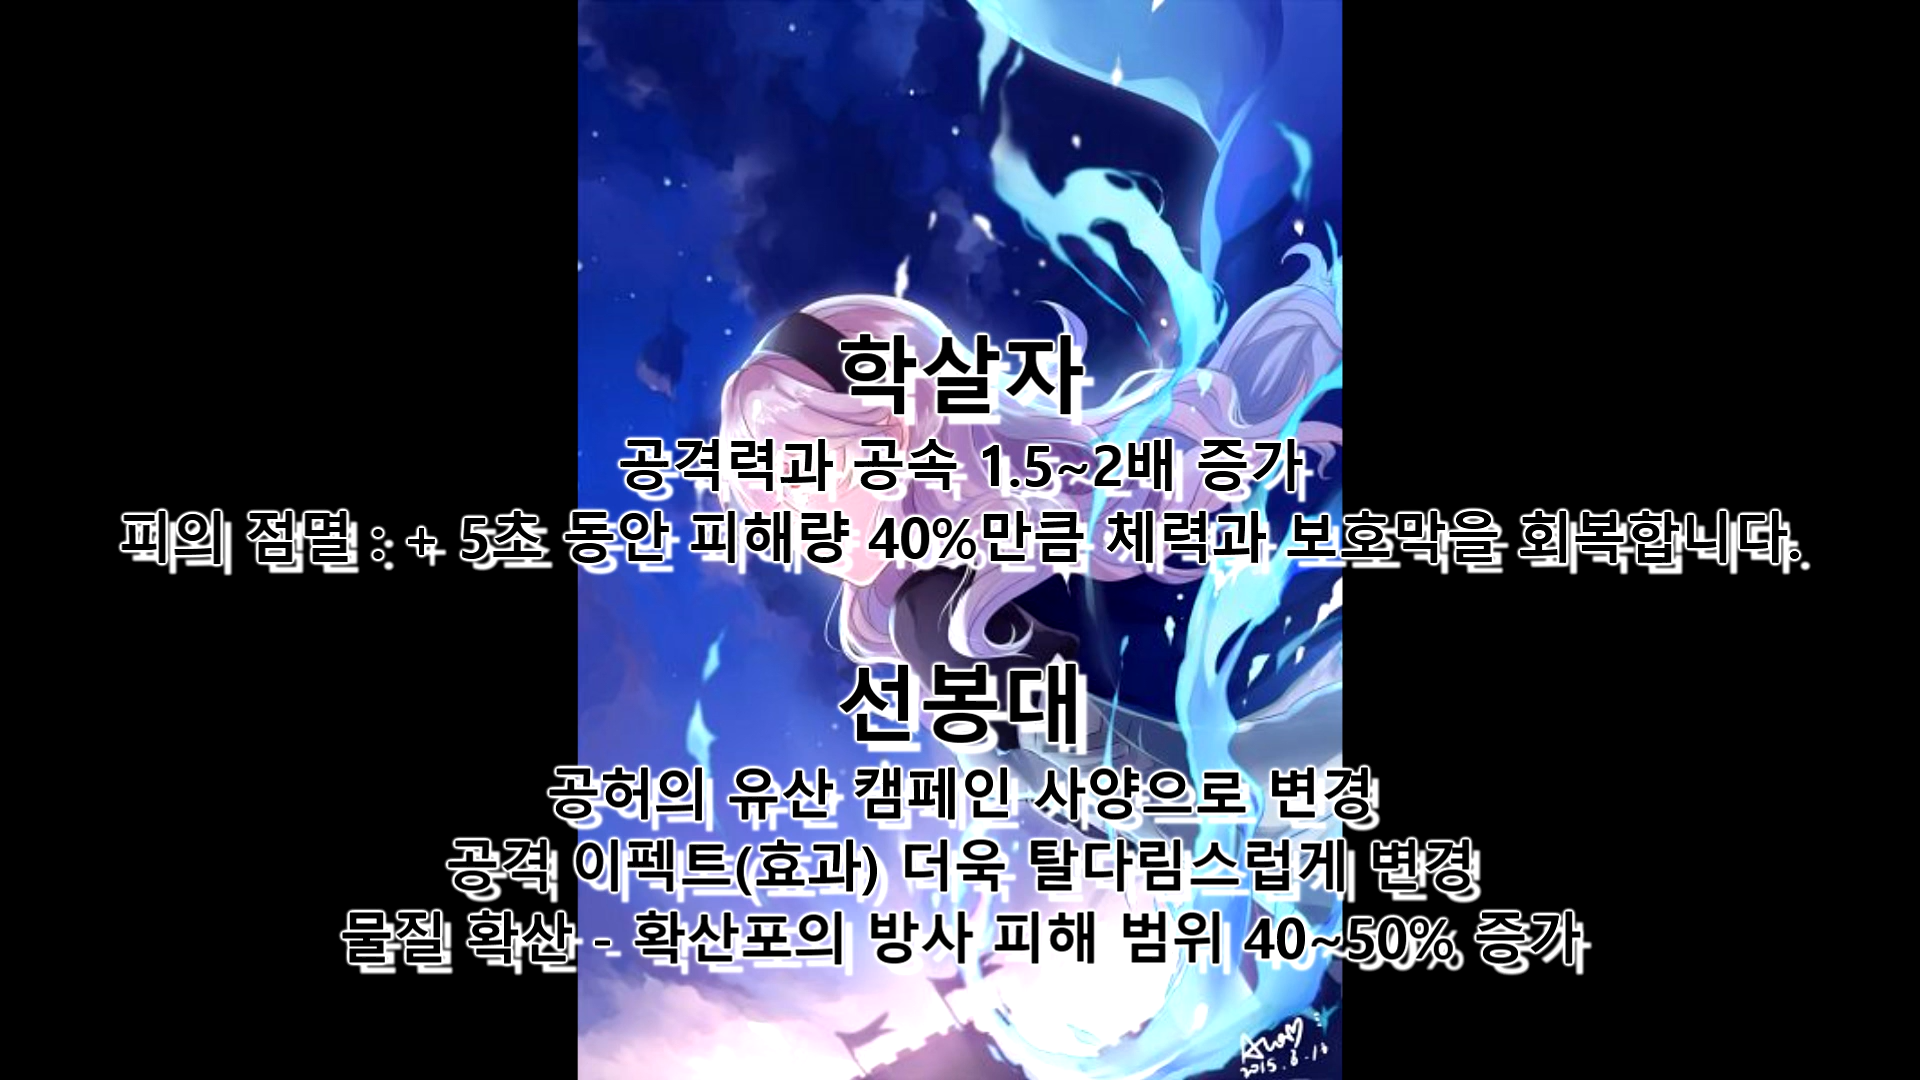 학살자
공격력과 공속 1.5~2배 증가
피의 점멸 : + 5초 동안 피해량 40%만큼 체력과 보호막을 회복합니다.
선봉대
공허의 유산 캠페인 사양으로 변경
공격 이펙트(효과) 더욱 탈다림스럽게 변경
물질 확산 - 확산포의 방사 피해 범위 40~50% 증가
2015.6.16